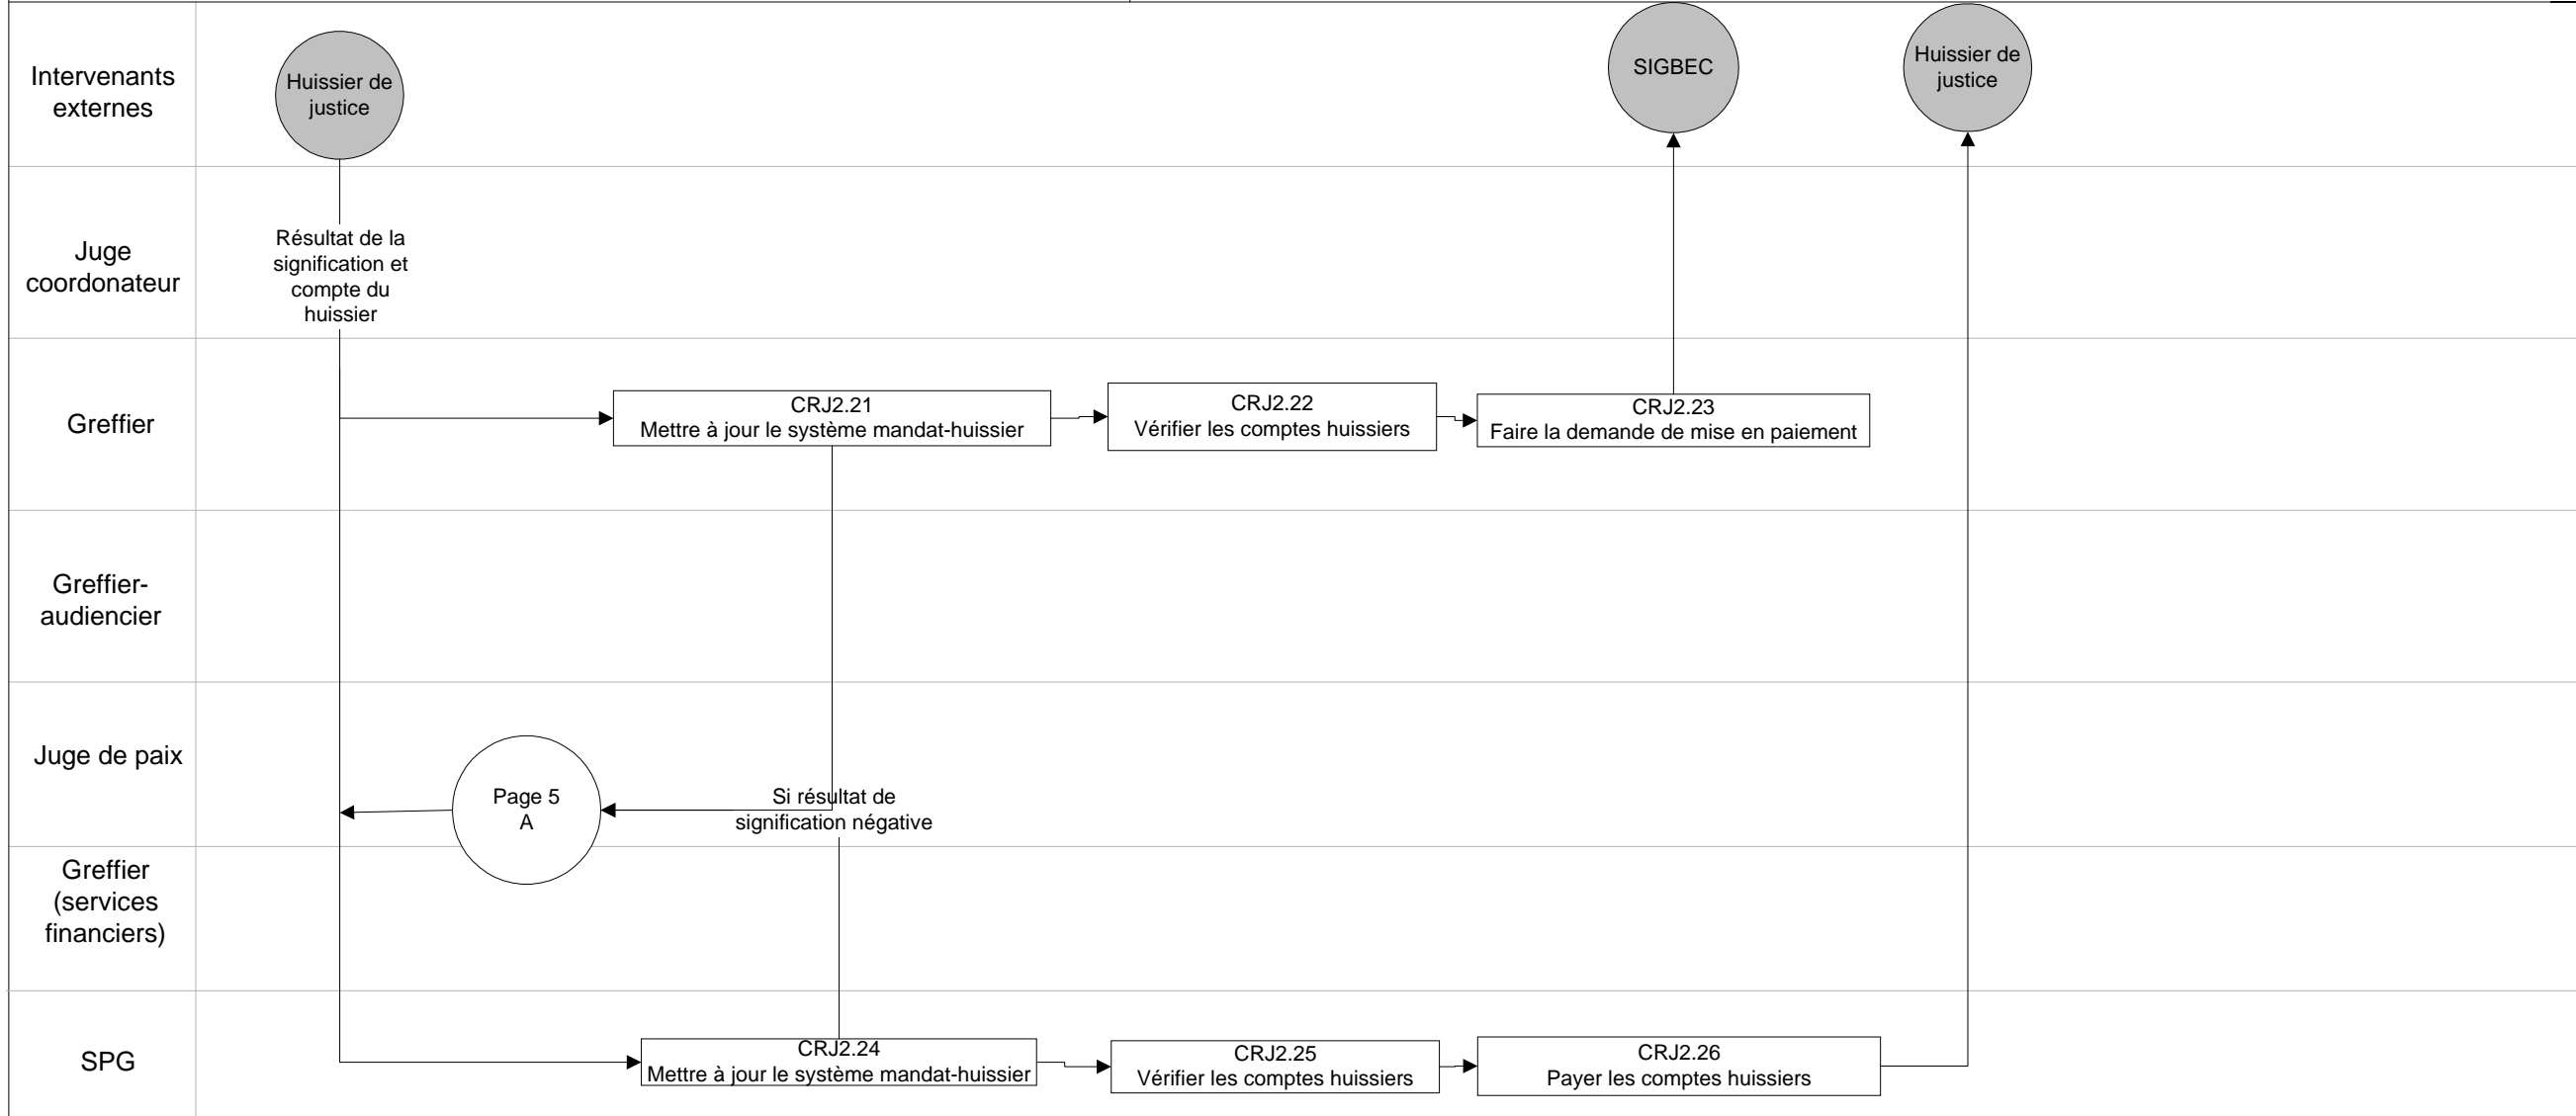 Intervenants
externes
Huissier de
justice
SIGBEC
Huissier de
justice
Juge
coordonateur
Résultat de la
signification et
compte du
huissier
Greffier
CRJ2.21
Mettre à jour le système mandat-huissier
CRJ2.22
Vérifier les comptes huissiers
CRJ2.23
Faire la demande de mise en paiement
Greffier-
audiencier
Juge de paix
Page 5
A
Si résultat de
signification négative
Greffier
(services
financiers)
SPG
CRJ2.24
Mettre à jour le système mandat-huissier
CRJ2.25
Vérifier les comptes huissiers
CRJ2.26
Payer les comptes huissiers